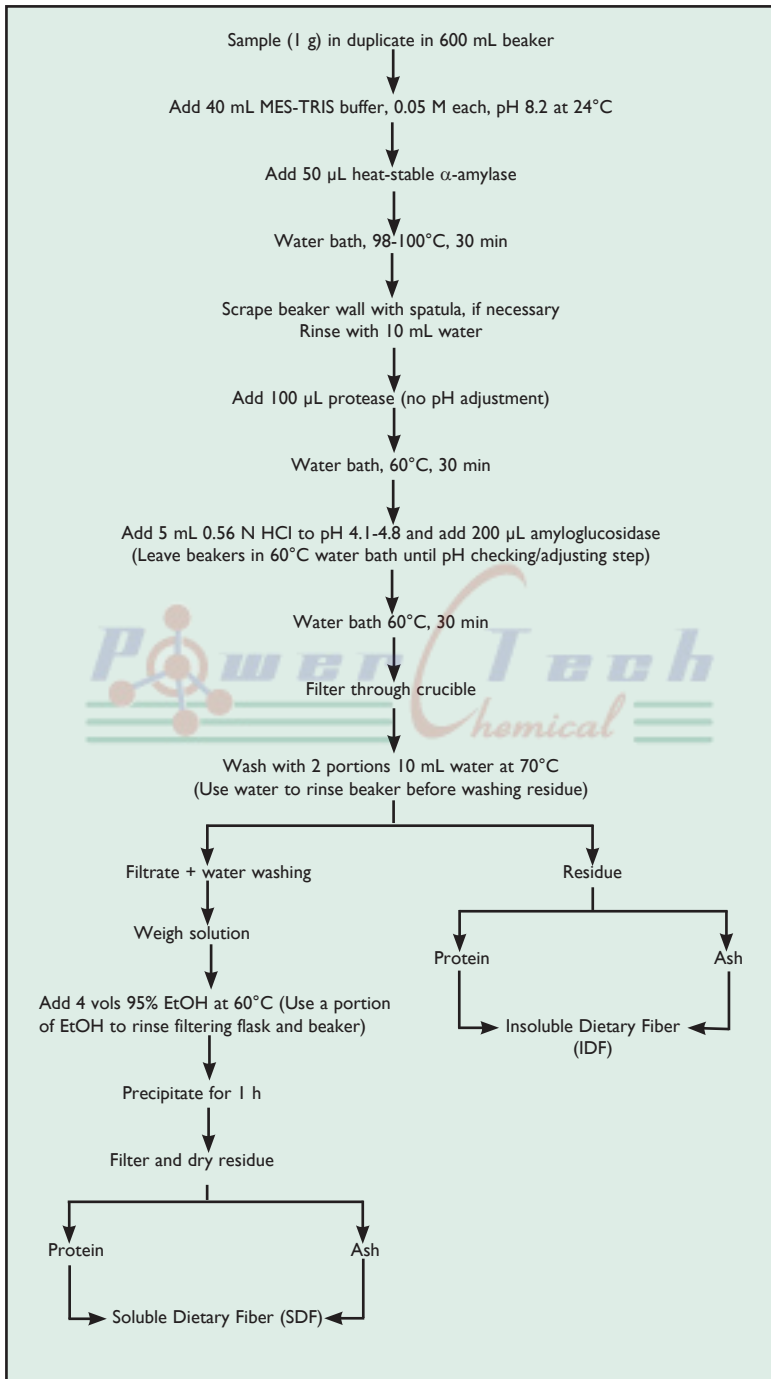 Sample (1 g) in duplicate in 600 mL beaker
Add 40 mL MES-TRIS buffer, 0.05 M each, pH 8.2 at 24°C
Add 50 µL heat-stable α-amylase
Water bath, 98-100°C, 30 min
Scrape beaker wall with spatula, if necessary
Rinse with 10 mL water
Add 100 µL protease (no pH adjustment)
Water bath, 60°C, 30 min
Add 5 mL 0.56 N HCl to pH 4.1-4.8 and add 200 µL amyloglucosidase
(Leave beakers in 60°C water bath until pH checking/adjusting step)
Water bath 60°C, 30 min
Power Tech
Filter through crucible
Chemical
Wash with 2 portions 10 mL water at 70°C
(Use water to rinse beaker before washing residue)
Filtrate + water washing
Residue
Weigh solution
Protein
Ash
Add 4 vols 95% EtOH at 60°C (Use a portion
of EtOH to rinse filtering flask and beaker)
Insoluble Dietary Fiber
(IDF)
Precipitate for 1 h
Filter and dry residue
Protein
Ash
Soluble Dietary Fiber (SDF)